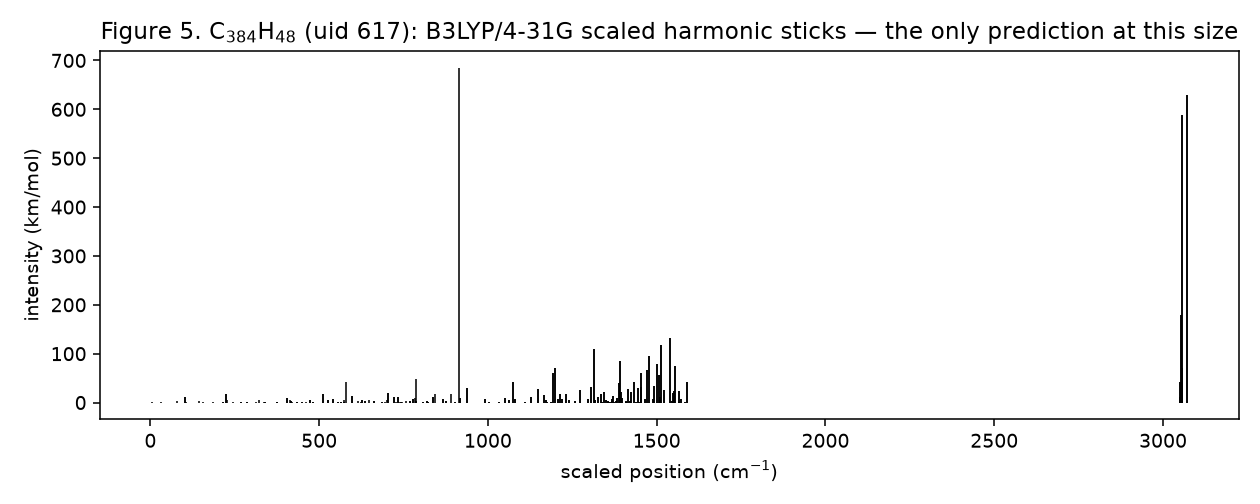 Figure 5. C₃₈₄H₄₈ (uid 617): B3LYP/4-31G scaled harmonic sticks — the only prediction at this size
700
600
500
400
300
200
100
0
intensity (km/mol)
0 500 1000 1500 2000 2500 3000
scaled position (cm⁻¹)